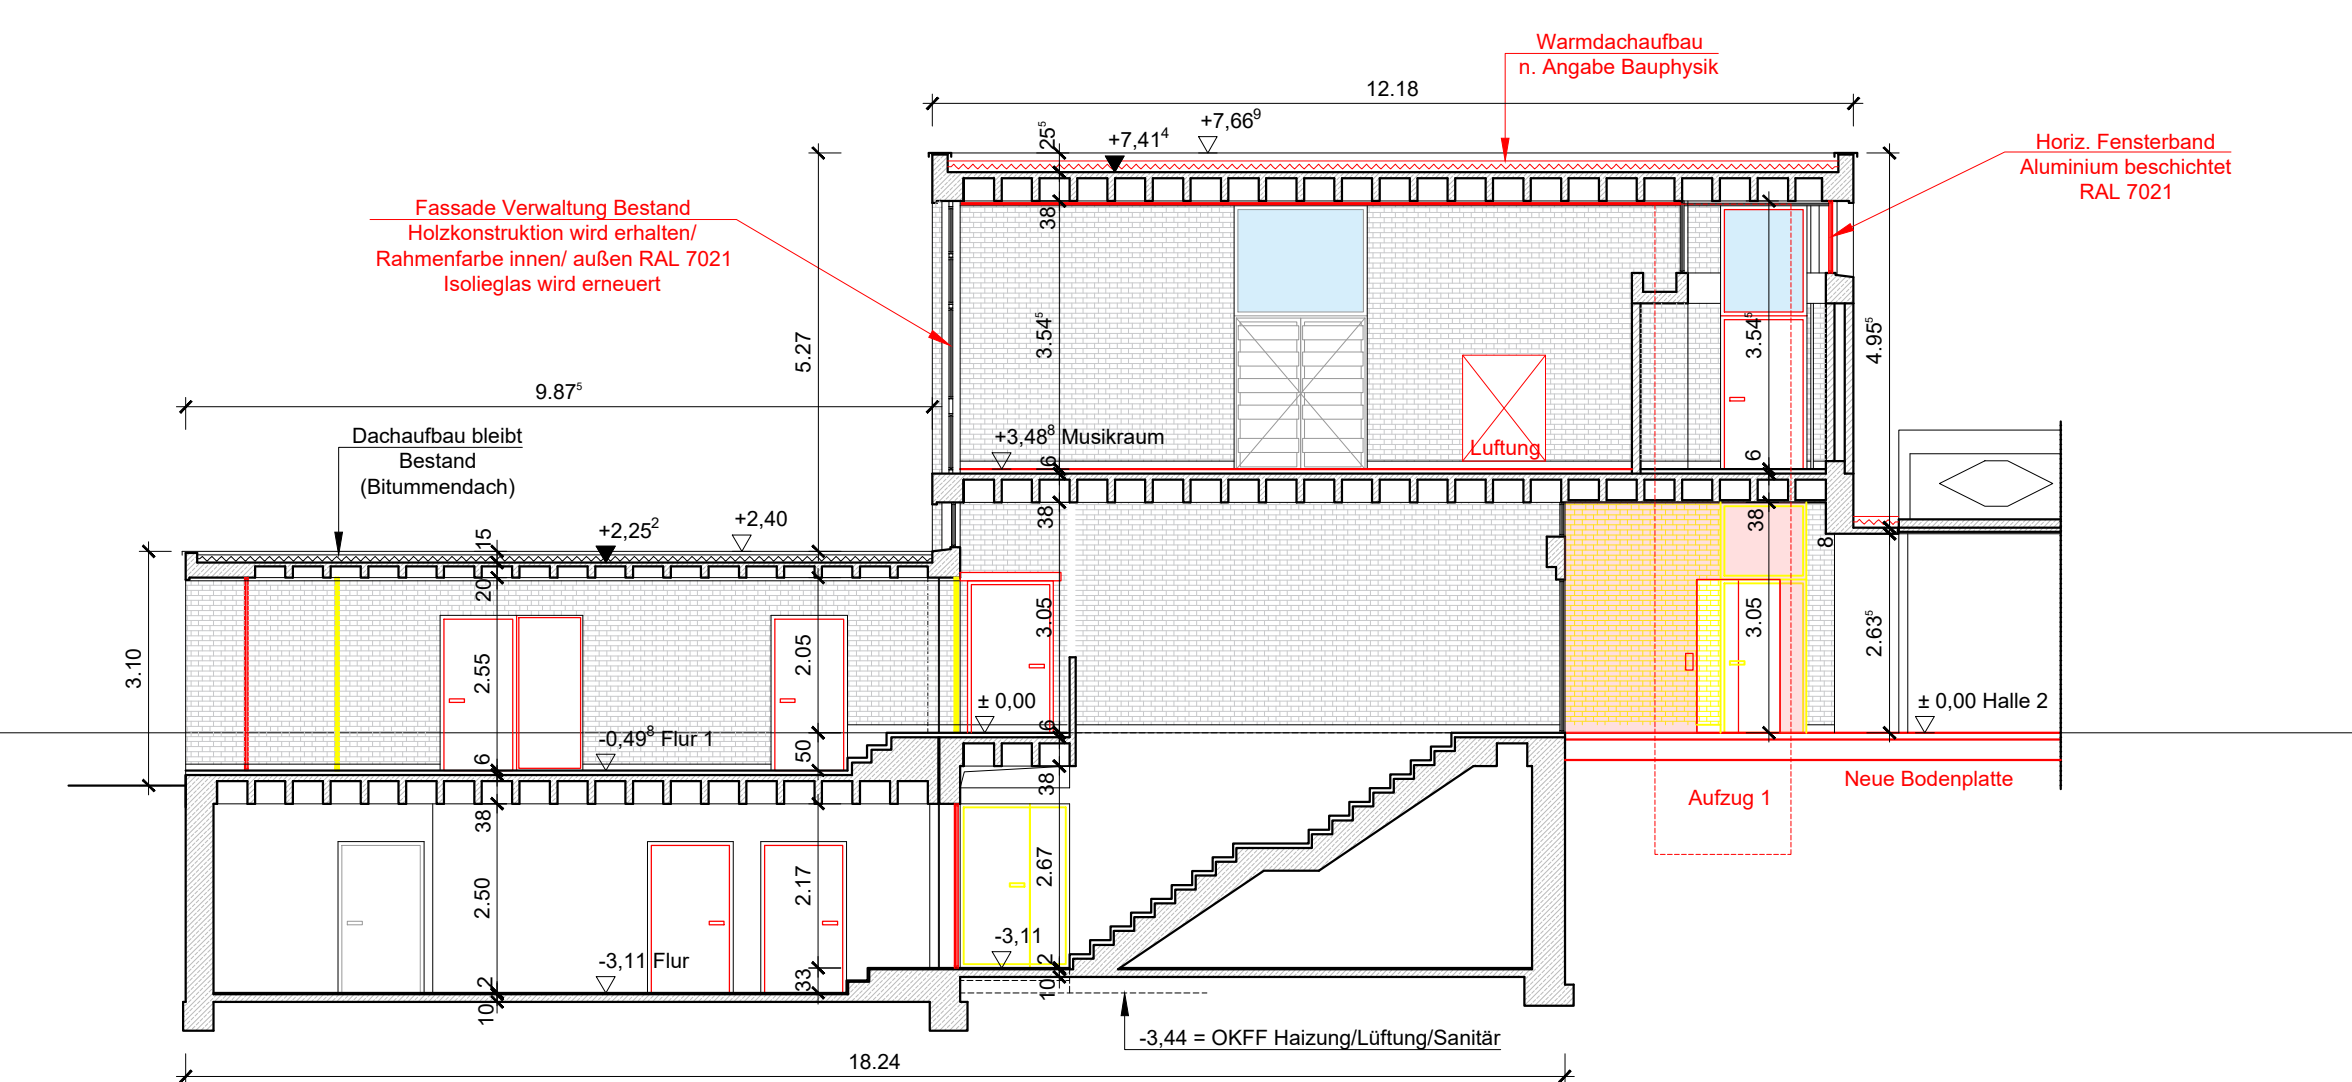 Warmdachaufbau
n. Angabe Bauphysik
12.18
+7,66⁹
+7,41⁴
25⁵
Horiz. Fensterband
Aluminium beschichtet
RAL 7021
Fassade Verwaltung Bestand
Holzkonstruktion wird erhalten/
Rahmenfarbe innen/ außen RAL 7021
Isolieglas wird erneuert
38
5.27
3.54⁵
3.54⁵
4.95⁵
9.87⁵
Dachaufbau bleibt
Bestand
(Bitummendach)
+3,48⁸ Musikraum
Luftung
6
6
38
38
8
+2,25²
+2,40
15
20
3.10
2.55
2.05
3.05
3.05
2.63⁵
± 0,00
± 0,00 Halle 2
-0,49⁸ Flur 1
6
50
6
38
38
Neue Bodenplatte
Aufzug 1
2.50
2.17
2.67
-3,11
-3,11 Flur
2
10
33
2
10
-3,44 = OKFF Haizung/Lüftung/Sanitär
18.24